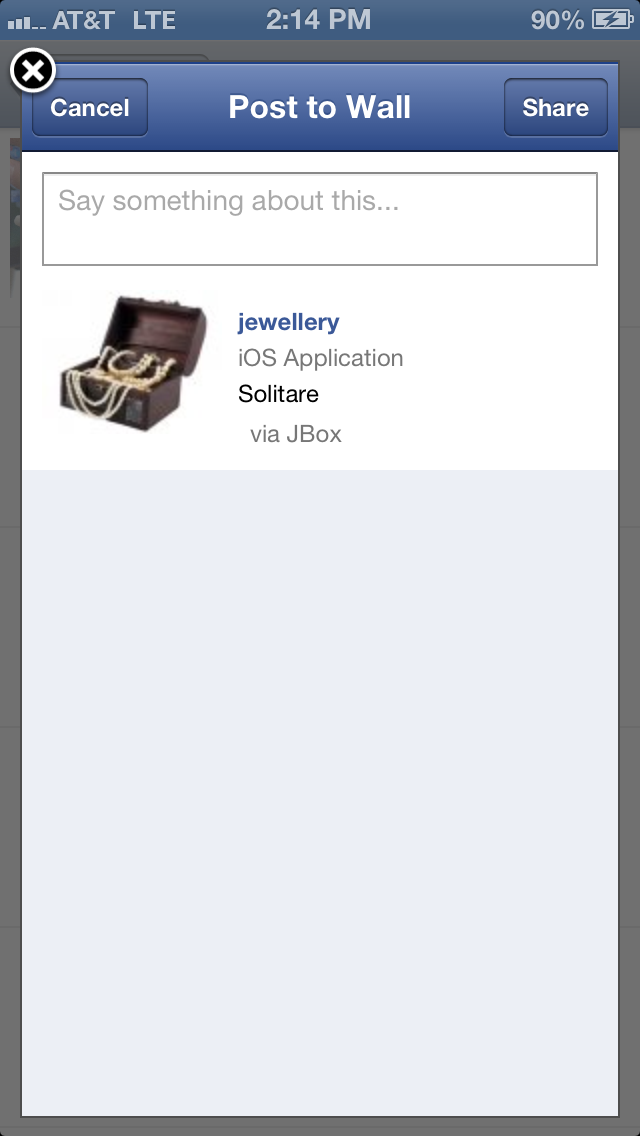 AT&T LTE 2:14 PM 90%
Cancel Post to Wall Share
Say something about this...
jewellery
iOS Application
Solitare
via JBox